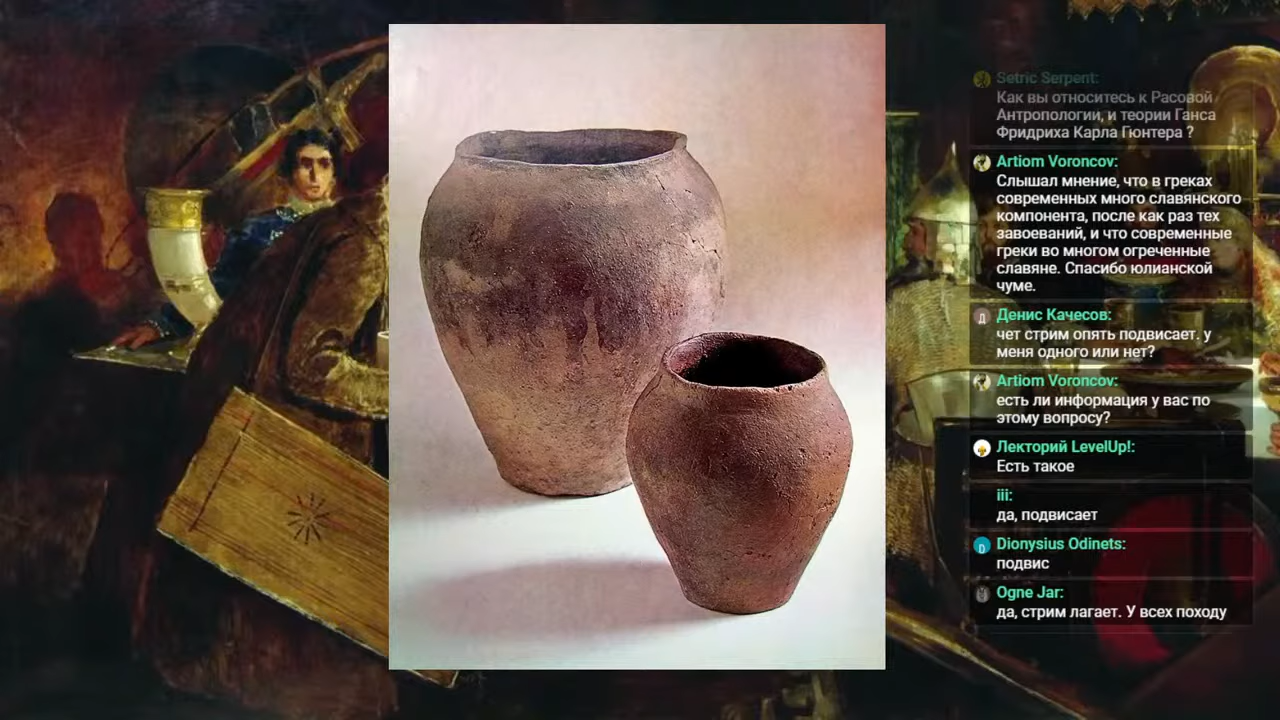 Setric Serpent:
Как вы относитесь к Расовой
Антропологии, и теории Ганса
Фридриха Карла Гюнтера ?
Artiom Voroncov:
Слышал мнение, что в греках
современных много славянского
компонента, после как раз тех
завоеваний, и что современные
греки во многом огреченные
славяне. Спасибо юлианской
чуме.
Денис Качесов:
чет стрим опять подвисает. у
меня одного или нет?
Artiom Voroncov:
есть ли информация у вас по
этому вопросу?
Лекторий LevelUp!:
Есть такое
iii:
да, подвисает
Dionysius Odinets:
подвис
Ogne Jar:
да, стрим лагает. У всех походу